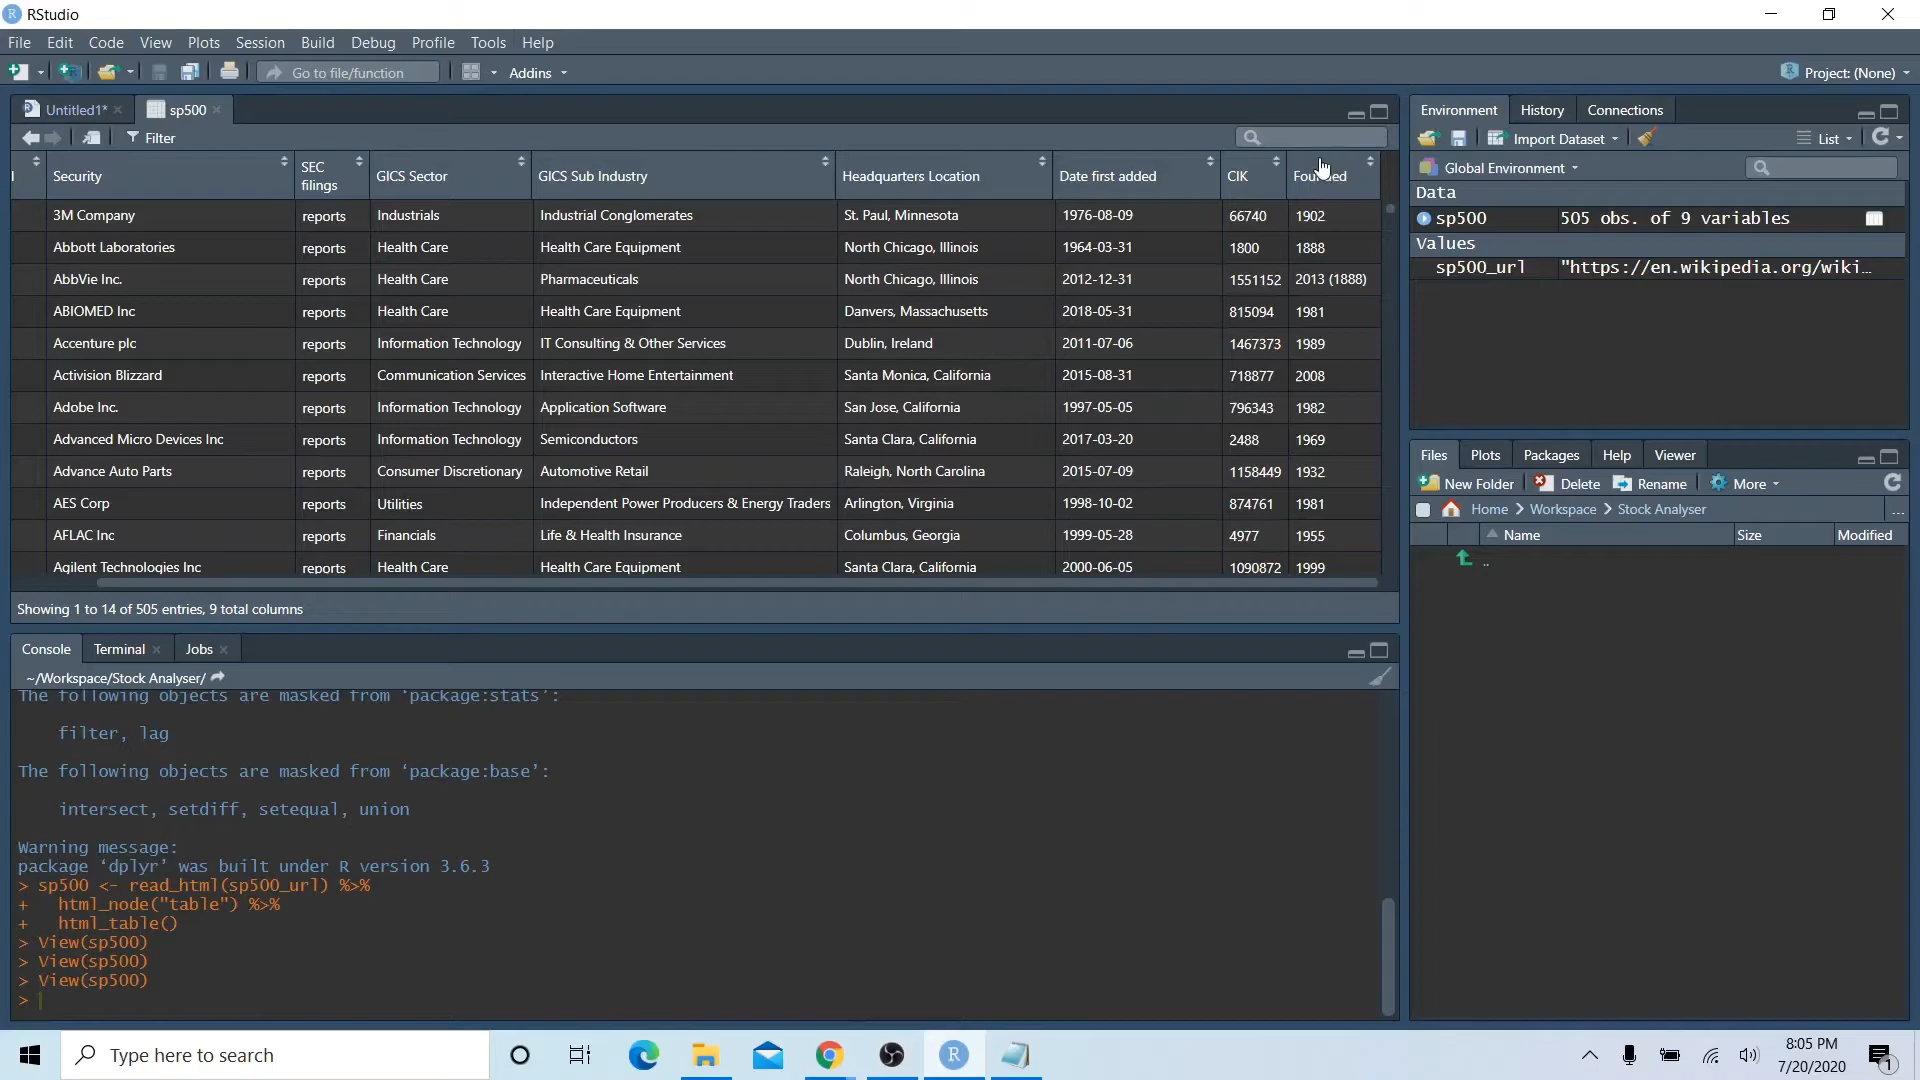 RStudio
File Edit Code View Plots Session Build Debug Profile Tools Help
Go to file/function Addins Project: (None)
Untitled1* sp500
Filter
Security SEC filings GICS Sector GICS Sub Industry Headquarters Location Date first added CIK Founded
3M Company reports Industrials Industrial Conglomerates St. Paul, Minnesota 1976-08-09 66740 1902
Abbott Laboratories reports Health Care Health Care Equipment North Chicago, Illinois 1964-03-31 1800 1888
AbbVie Inc. reports Health Care Pharmaceuticals North Chicago, Illinois 2012-12-31 1551152 2013 (1888)
ABIOMED Inc reports Health Care Health Care Equipment Danvers, Massachusetts 2018-05-31 815094 1981
Accenture plc reports Information Technology IT Consulting & Other Services Dublin, Ireland 2011-07-06 1467373 1989
Activision Blizzard reports Communication Services Interactive Home Entertainment Santa Monica, California 2015-08-31 718877 2008
Adobe Inc. reports Information Technology Application Software San Jose, California 1997-05-05 796343 1982
Advanced Micro Devices Inc reports Information Technology Semiconductors Santa Clara, California 2017-03-20 2488 1969
Advance Auto Parts reports Consumer Discretionary Automotive Retail Raleigh, North Carolina 2015-07-09 1158449 1932
AES Corp reports Utilities Independent Power Producers & Energy Traders Arlington, Virginia 1998-10-02 874761 1981
AFLAC Inc reports Financials Life & Health Insurance Columbus, Georgia 1999-05-28 4977 1955
Agilent Technologies Inc reports Health Care Health Care Equipment Santa Clara, California 2000-06-05 1090872 1999
Showing 1 to 14 of 505 entries, 9 total columns
Console Terminal Jobs
~/Workspace/Stock Analyser/
The following objects are masked from ‘package:stats’:
filter, lag
The following objects are masked from ‘package:base’:
intersect, setdiff, setequal, union
Warning message:
package ‘dplyr’ was built under R version 3.6.3
> sp500 <- read_html(sp500_url) %>%
+ html_node("table") %>%
+ html_table()
> View(sp500)
> View(sp500)
> View(sp500)
>
Environment History Connections
Import Dataset List
Global Environment
Data
sp500 505 obs. of 9 variables
Values
sp500_url "https://en.wikipedia.org/wiki…
Files Plots Packages Help Viewer
New Folder Delete Rename More
Home > Workspace > Stock Analyser ...
Name Size Modified
..
Type here to search
8:05 PM
7/20/2020
1